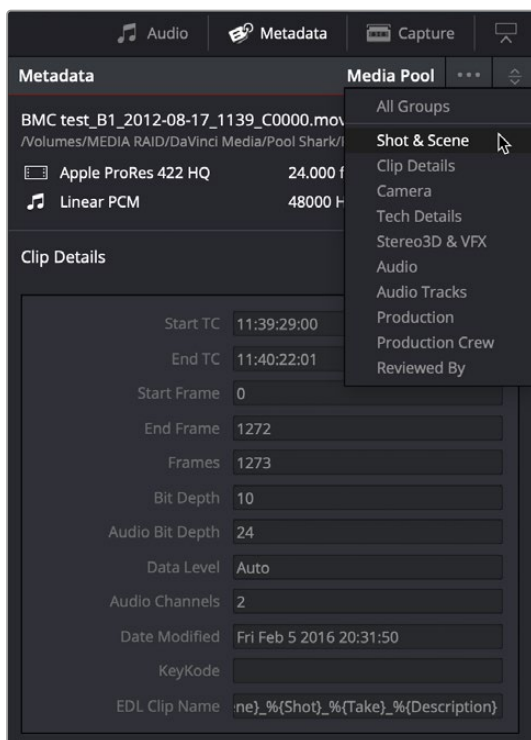 Audio
Metadata
Capture
Metadata
Media Pool
BMC test_B1_2012-08-17_1139_C0000.mov
/Volumes/MEDIA RAID/DaVinci Media/Pool Shark/
Apple ProRes 422 HQ
24.000 f
Linear PCM
48000 H
All Groups
Shot & Scene
Clip Details
Camera
Tech Details
Stereo3D & VFX
Audio
Audio Tracks
Production
Production Crew
Reviewed By
Clip Details
Start TC 11:39:29:00
End TC 11:40:22:01
Start Frame 0
End Frame 1272
Frames 1273
Bit Depth 10
Audio Bit Depth 24
Data Level Auto
Audio Channels 2
Date Modified Fri Feb 5 2016 20:31:50
KeyKode
EDL Clip Name ne}_%{Shot}_%{Take}_%{Description}